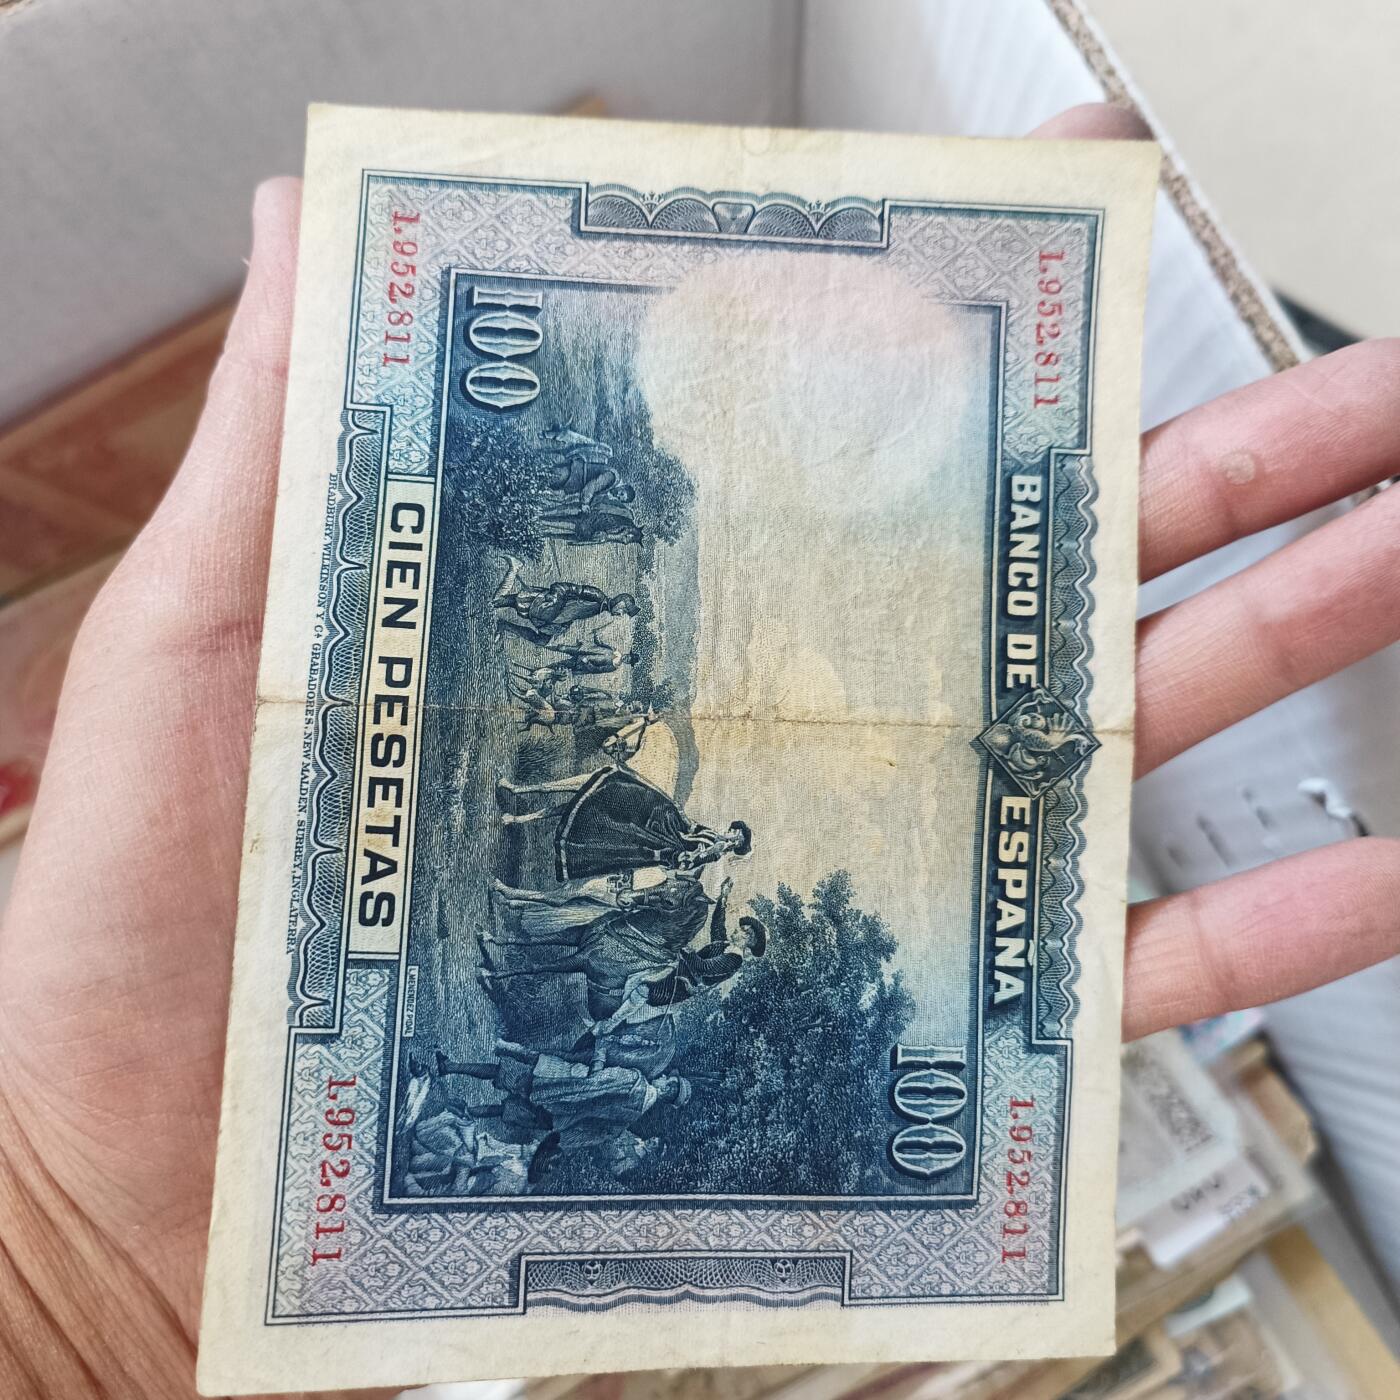 1.952.811
1.952.811
BANCO DE ESPAÑA
100
100
1.952.811
1.952.811
CIEN PESETAS
BRADBURY, WILKINSON Y Cª GRABADORES, NEW MALDEN, SURREY, INGLATERRA.